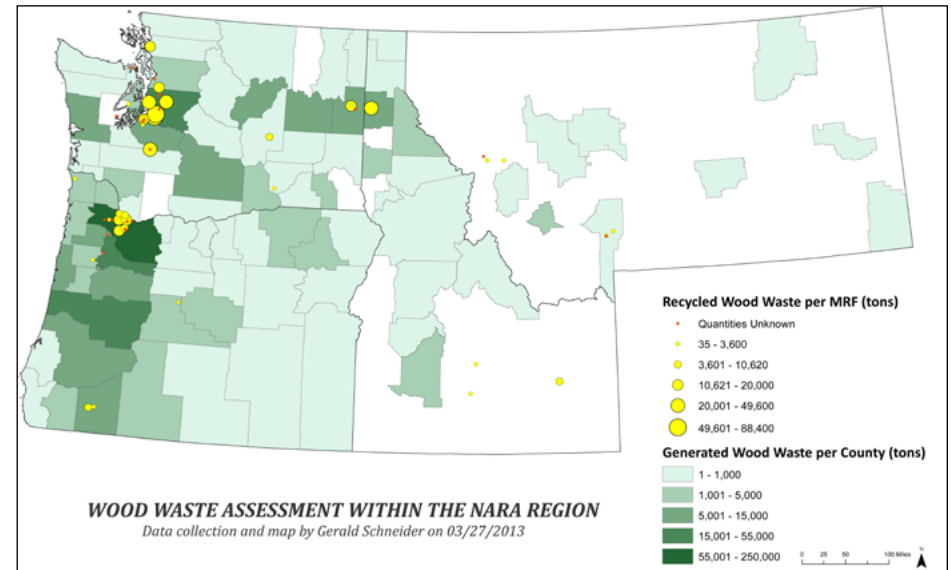 Recycled Wood Waste per MRF (tons)
Quantities Unknown
35 - 3,600
3,601 - 10,620
10,621 - 20,000
20,001 - 49,600
49,601 - 88,400
Generated Wood Waste per County (tons)
1 - 1,000
1,001 - 5,000
5,001 - 15,000
15,001 - 55,000
55,001 - 250,000
WOOD WASTE ASSESSMENT WITHIN THE NARA REGION
Data collection and map by Gerald Schneider on 03/27/2013
0 25 50 100 Miles
N